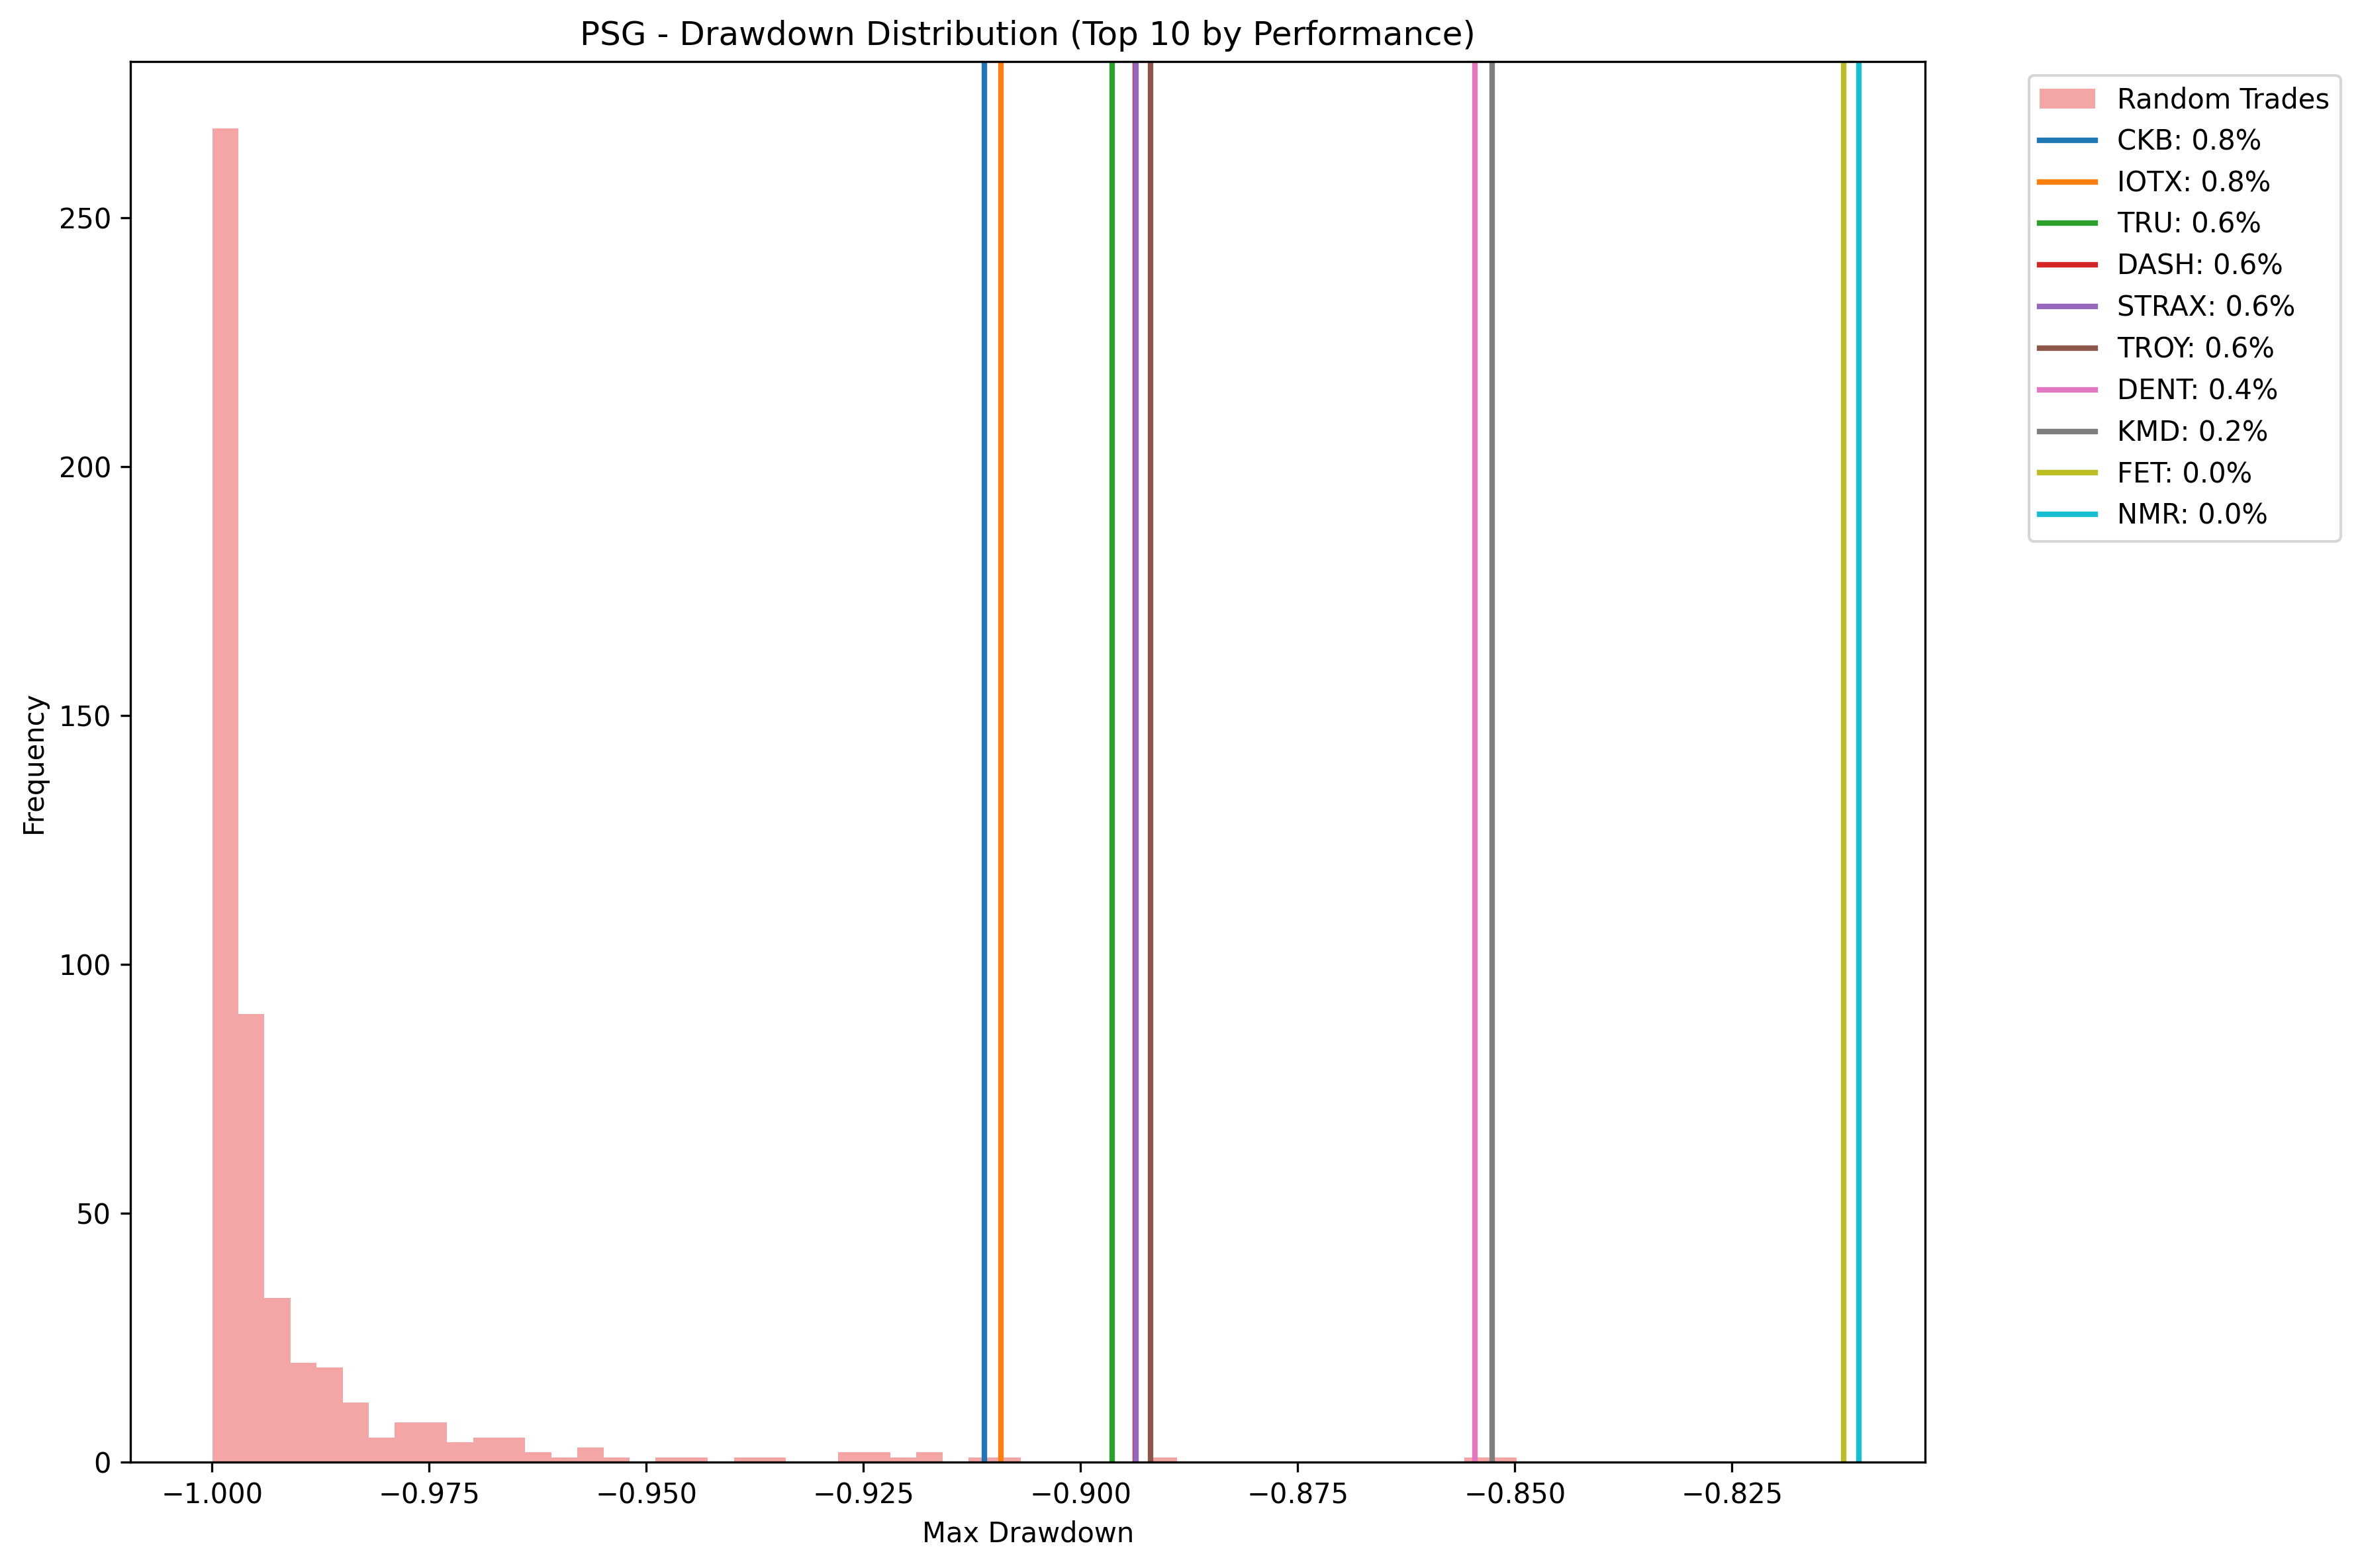 PSG - Drawdown Distribution (Top 10 by Performance)
Frequency
250
200
150
100
50
0
−1.000
−0.975
−0.950
−0.925
−0.900
−0.875
−0.850
−0.825
Max Drawdown
Random Trades
CKB: 0.8%
IOTX: 0.8%
TRU: 0.6%
DASH: 0.6%
STRAX: 0.6%
TROY: 0.6%
DENT: 0.4%
KMD: 0.2%
FET: 0.0%
NMR: 0.0%